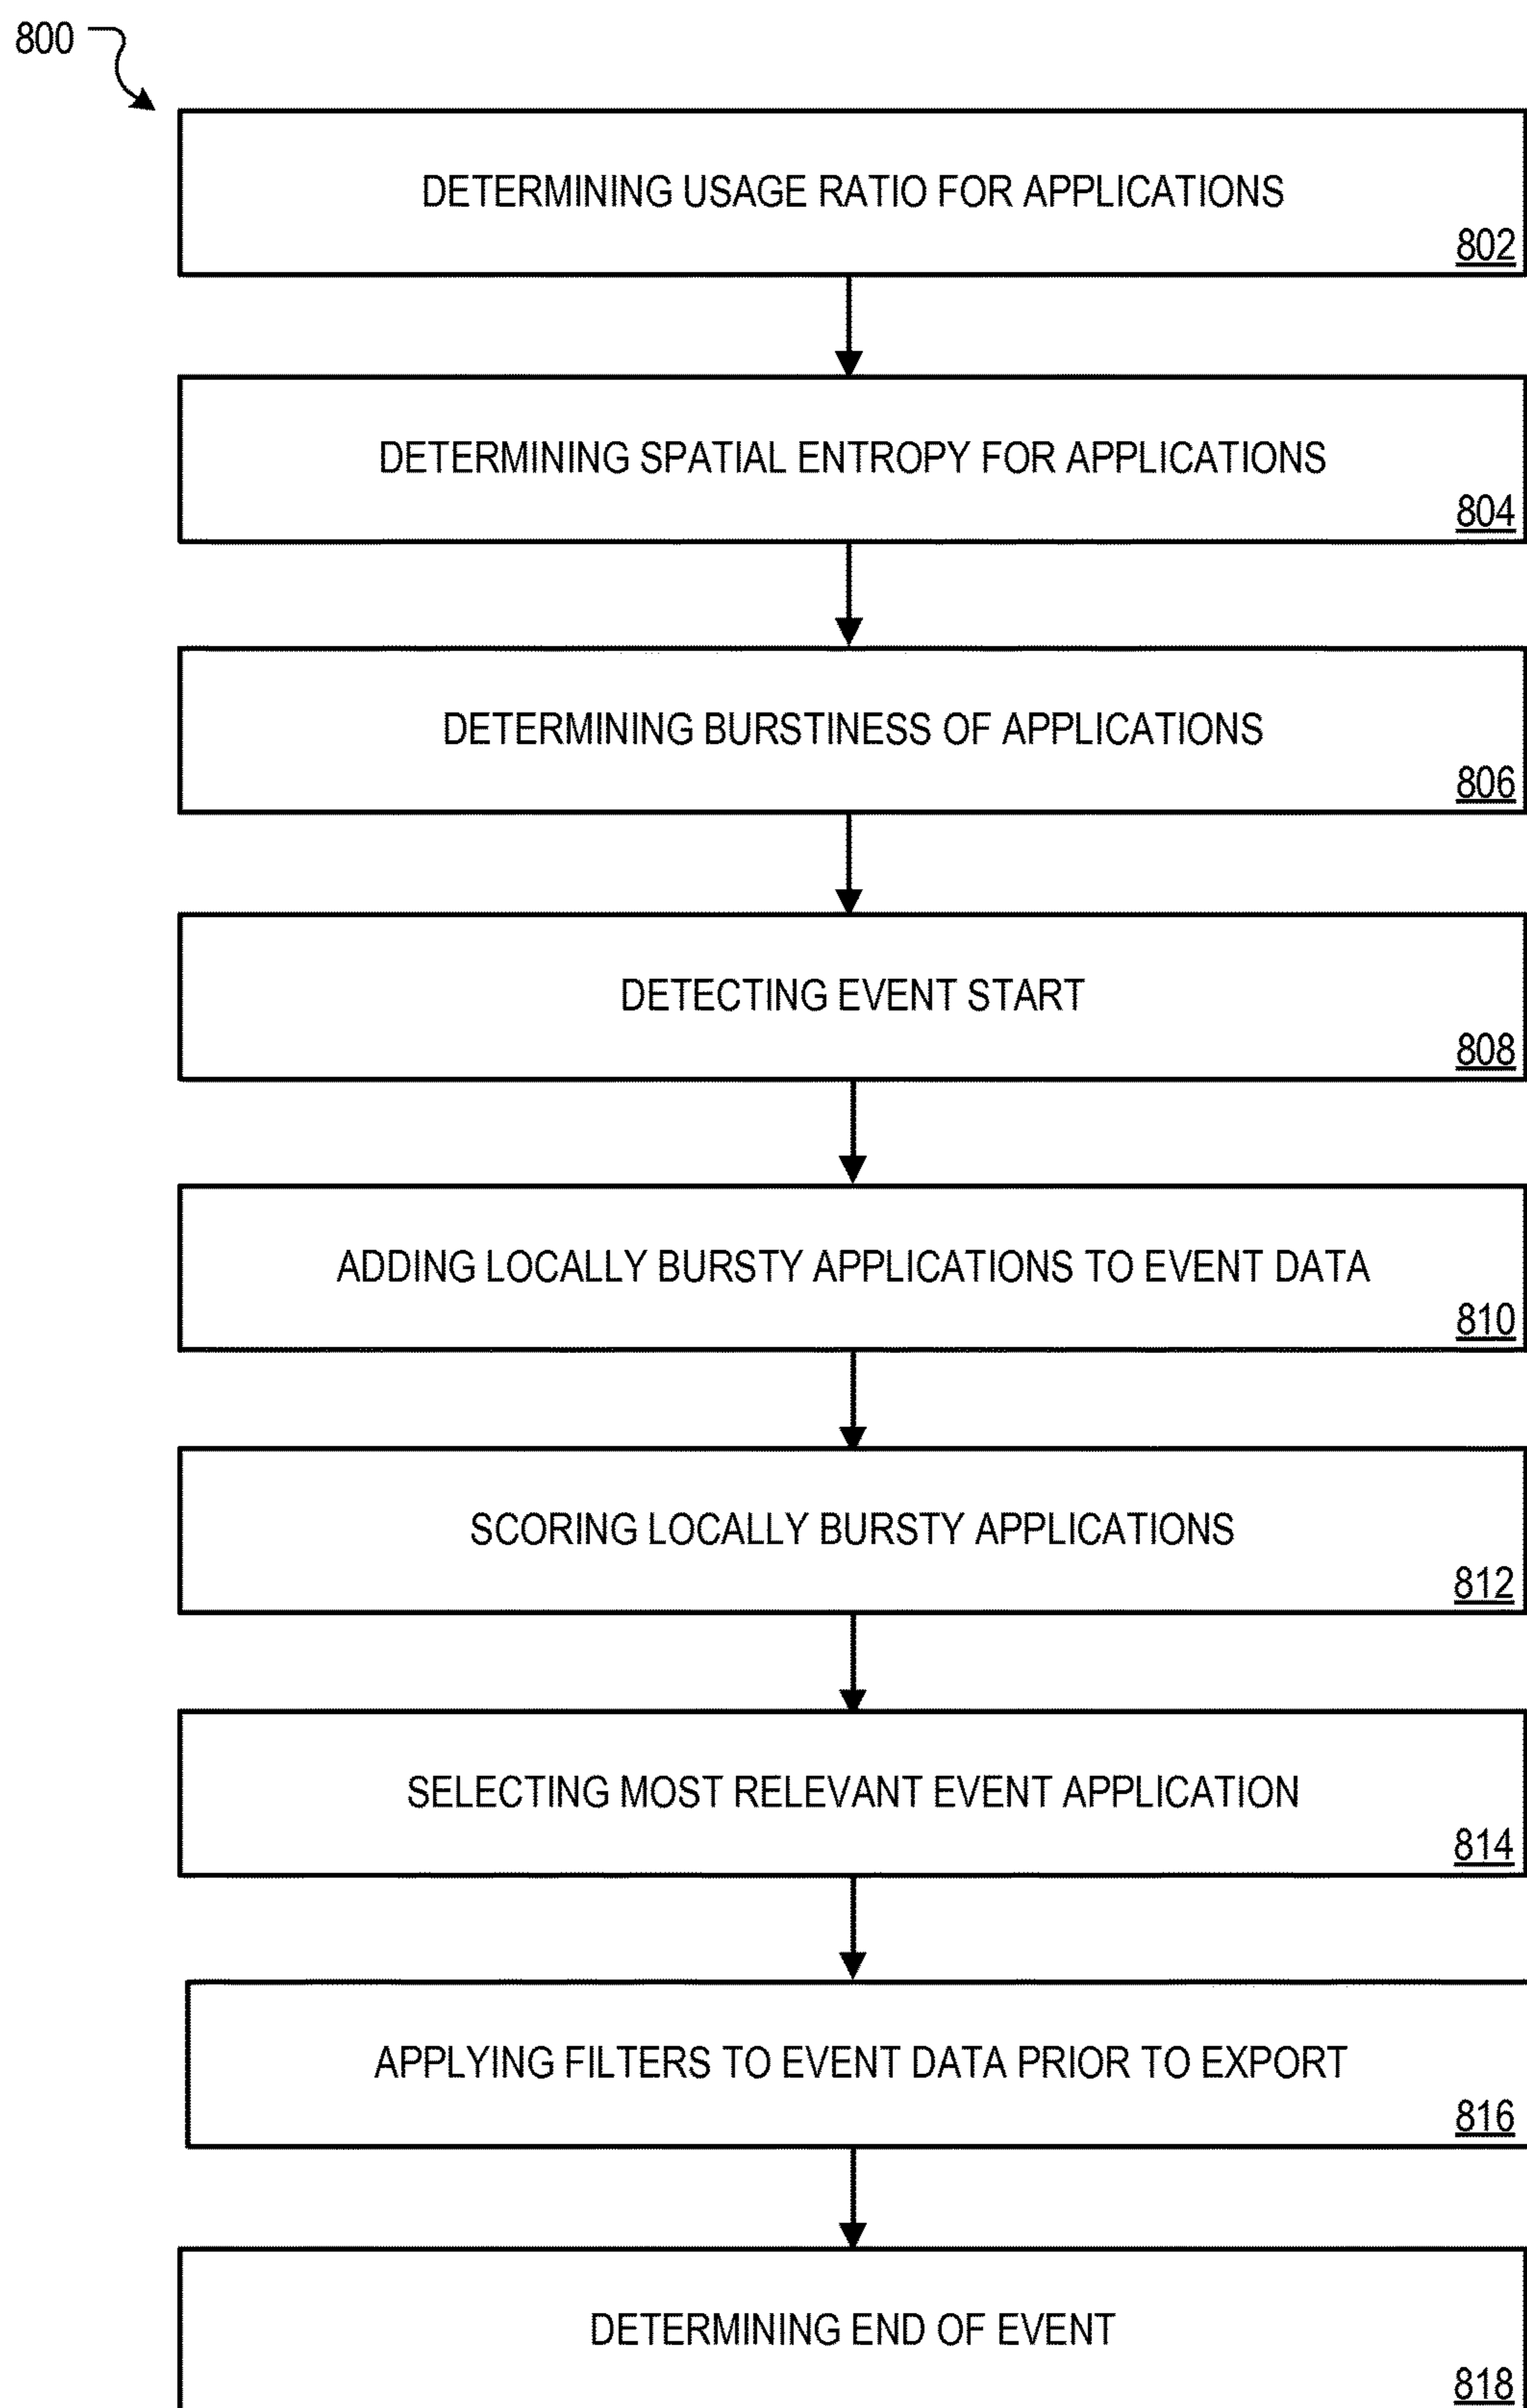 800
DETERMINING USAGE RATIO FOR APPLICATIONS
802
DETERMINING SPATIAL ENTROPY FOR APPLICATIONS
804
DETERMINING BURSTINESS OF APPLICATIONS
806
DETECTING EVENT START
808
ADDING LOCALLY BURSTY APPLICATIONS TO EVENT DATA
810
SCORING LOCALLY BURSTY APPLICATIONS
812
SELECTING MOST RELEVANT EVENT APPLICATION
814
APPLYING FILTERS TO EVENT DATA PRIOR TO EXPORT
816
DETERMINING END OF EVENT
818